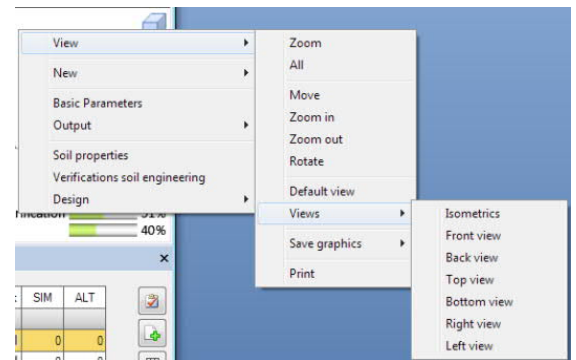 View
New
Basic Parameters
Output
Soil properties
Verifications soil engineering
Design
Zoom
All
Move
Zoom in
Zoom out
Rotate
Default view
Views
Save graphics
Print
Isometrics
Front view
Back view
Top view
Bottom view
Right view
Left view
40%
SIM ALT
0 0